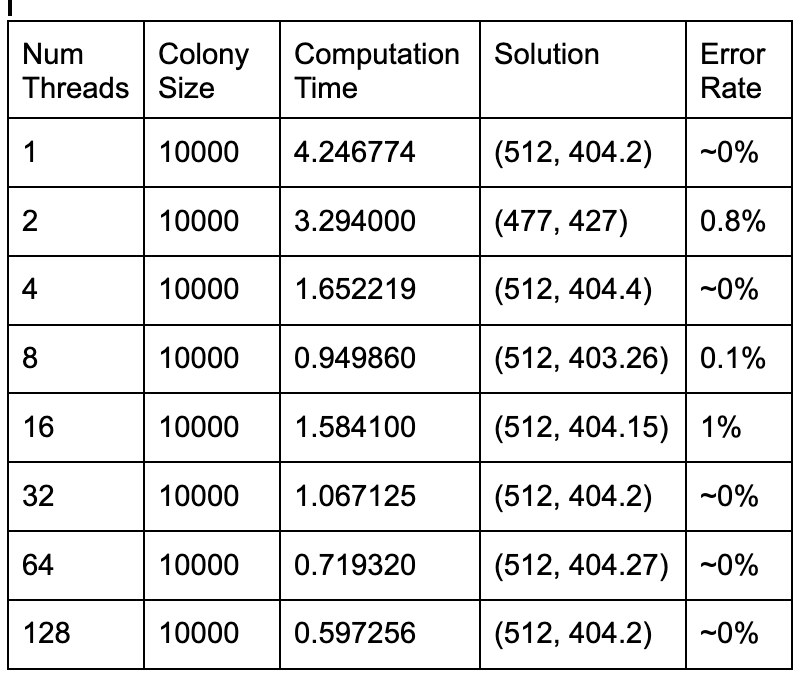 Num Threads Colony Size Computation Time Solution Error Rate
1 10000 4.246774 (512, 404.2) ~0%
2 10000 3.294000 (477, 427) 0.8%
4 10000 1.652219 (512, 404.4) ~0%
8 10000 0.949860 (512, 403.26) 0.1%
16 10000 1.584100 (512, 404.15) 1%
32 10000 1.067125 (512, 404.2) ~0%
64 10000 0.719320 (512, 404.27) ~0%
128 10000 0.597256 (512, 404.2) ~0%